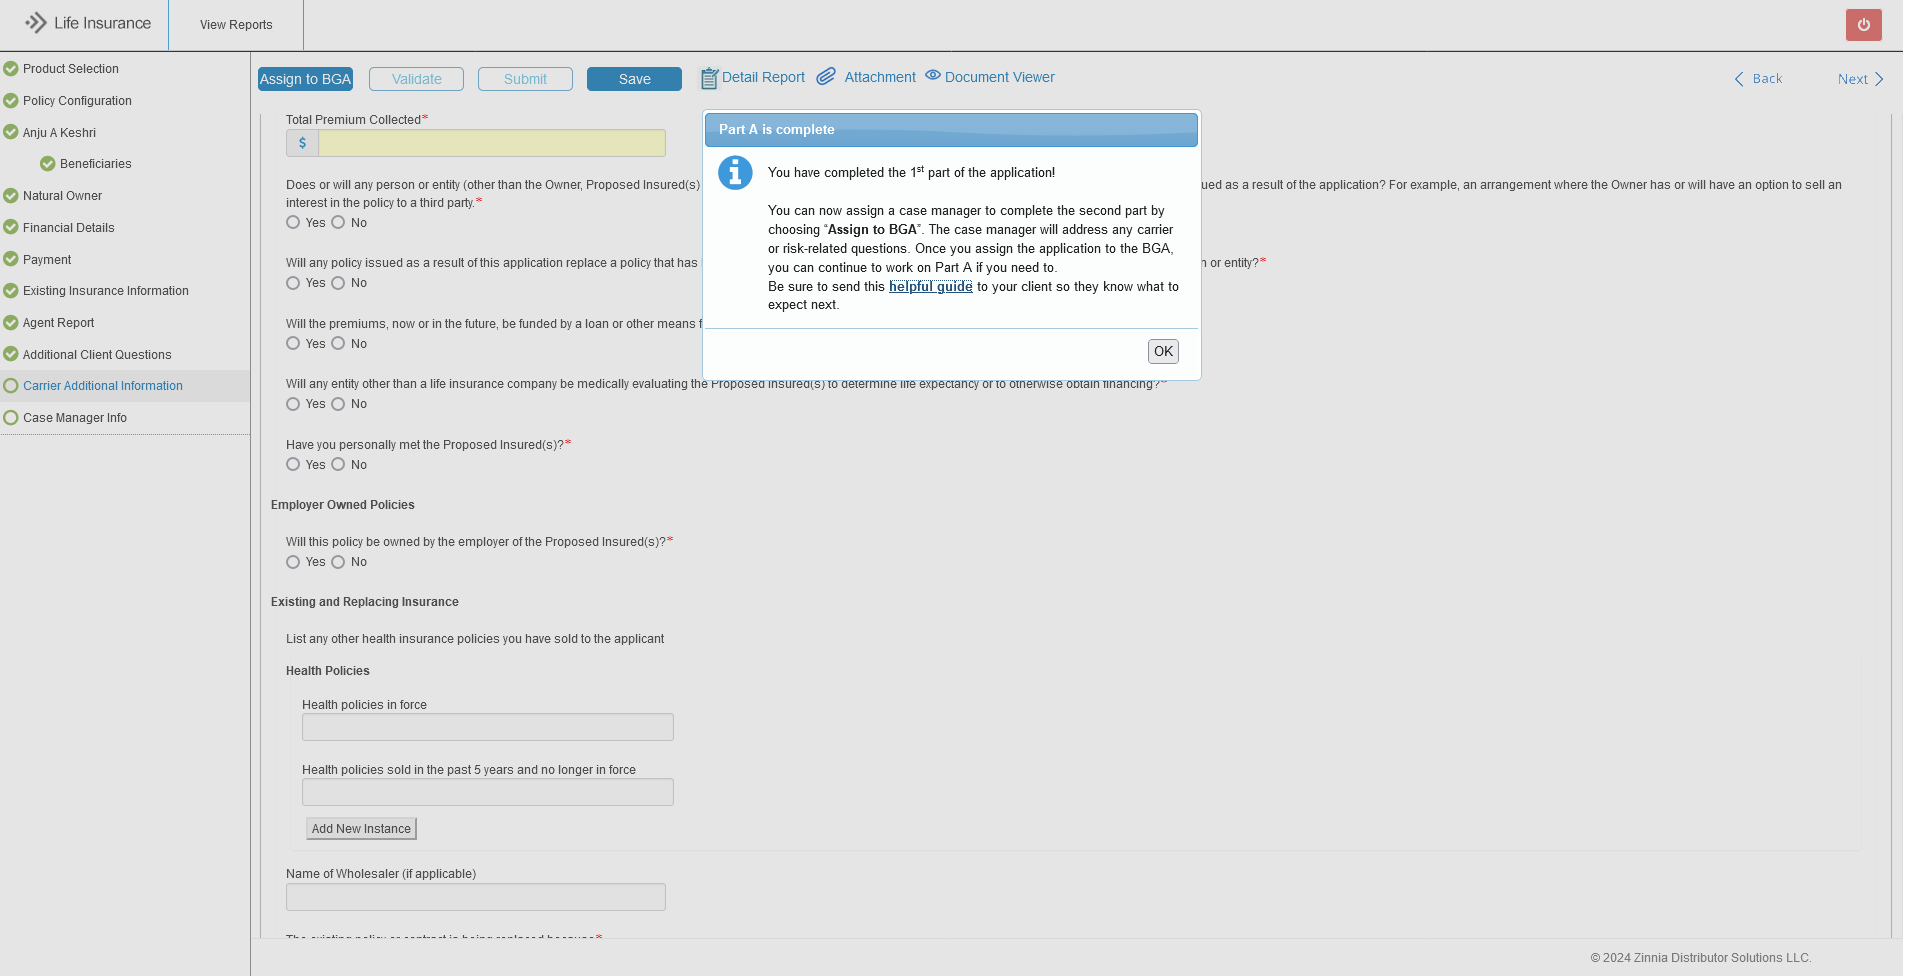 Life Insurance
View Reports
Product Selection
Policy Configuration
Anju A Keshri
Beneficiaries
Natural Owner
Financial Details
Payment
Existing Insurance Information
Agent Report
Additional Client Questions
Carrier Additional Information
Case Manager Info
Assign to BGA
Validate
Submit
Save
Detail Report
Attachment
Document Viewer
Back
Next
Total Premium Collected*
$
Does or will any person or entity (other than the Owner, Proposed Insured(s)
ued as a result of the application? For example, an arrangement where the Owner has or will have an option to sell an
interest in the policy to a third party.*
Yes No
Will any policy issued as a result of this application replace a policy that has
n or entity?*
Yes No
Will the premiums, now or in the future, be funded by a loan or other means f
Yes No
Will any entity other than a life insurance company be medically evaluating the Proposed Insured(s) to determine life expectancy or to otherwise obtain financing?*
Yes No
Have you personally met the Proposed Insured(s)?*
Yes No
Employer Owned Policies
Will this policy be owned by the employer of the Proposed Insured(s)?*
Yes No
Existing and Replacing Insurance
List any other health insurance policies you have sold to the applicant
Health Policies
Health policies in force
Health policies sold in the past 5 years and no longer in force
Add New Instance
Name of Wholesaler (if applicable)
The existing policy or contract is being replaced because*
Part A is complete
You have completed the 1st part of the application!
You can now assign a case manager to complete the second part by
choosing “Assign to BGA”. The case manager will address any carrier
or risk-related questions. Once you assign the application to the BGA,
you can continue to work on Part A if you need to.
Be sure to send this helpful guide to your client so they know what to
expect next.
OK
© 2024 Zinnia Distributor Solutions LLC.